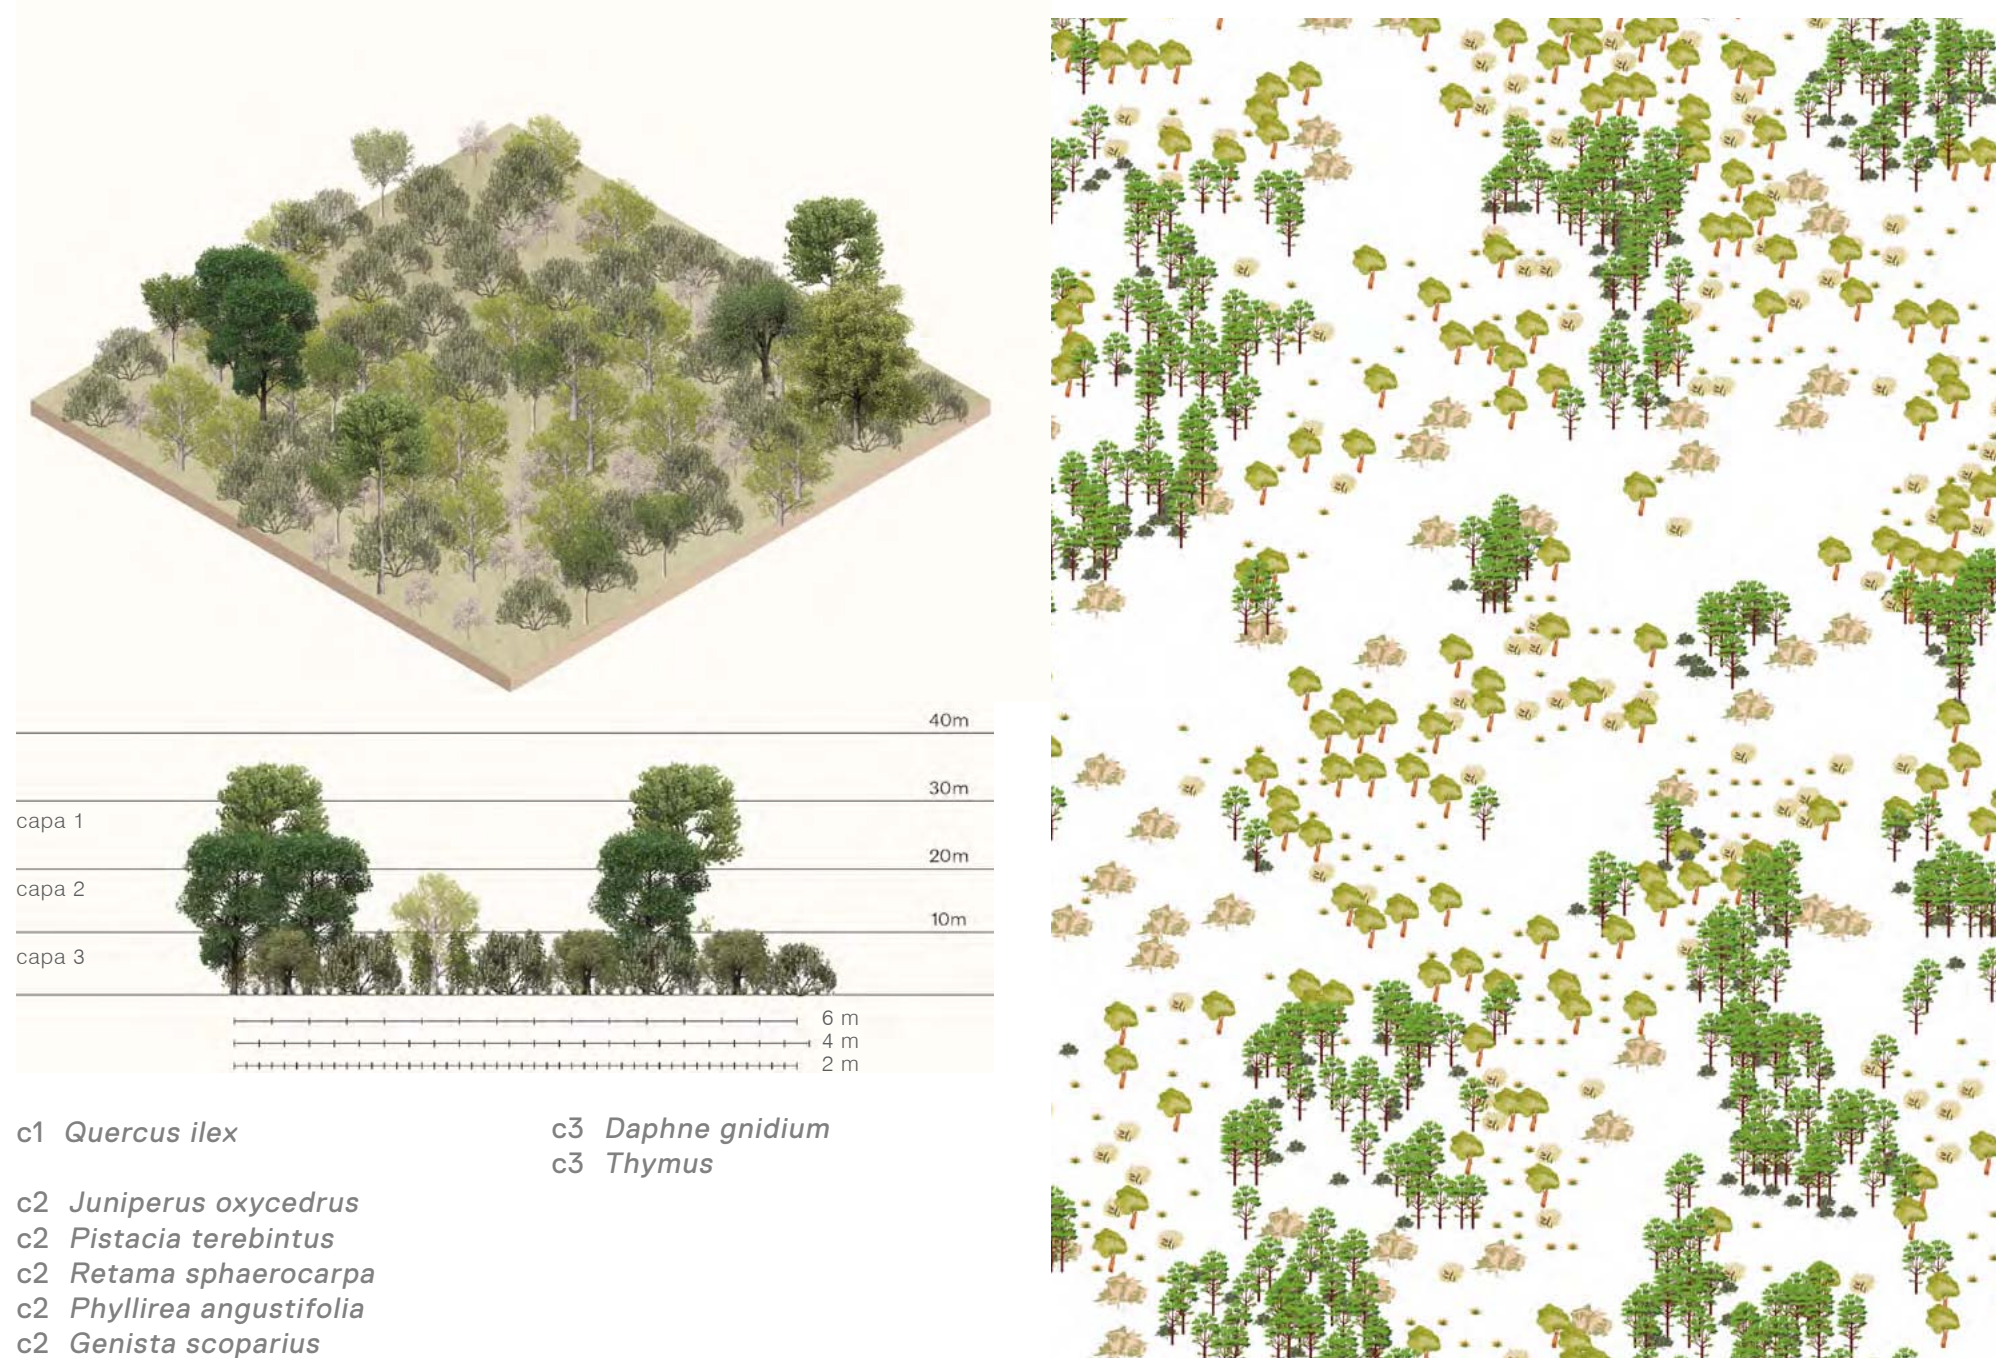 40m
30m
capa 1
20m
capa 2
10m
capa 3
6 m
4 m
2 m
c1 Quercus ilex
c2 Juniperus oxycedrus
c2 Pistacia terebintus
c2 Retama sphaerocarpa
c2 Phyllirea angustifolia
c2 Genista scoparius
c3 Daphne gnidium
c3 Thymus